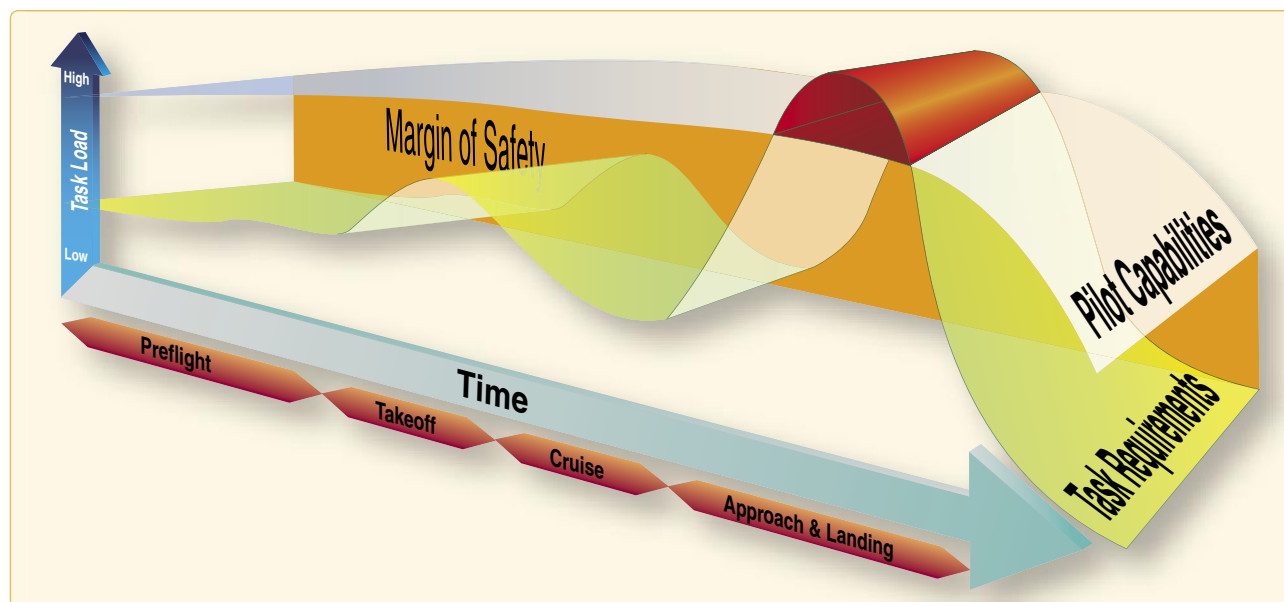 High
Task Load
Low
Margin of Safety
Pilot Capabilities
Task Requirements
Time
Preflight
Takeoff
Cruise
Approach & Landing